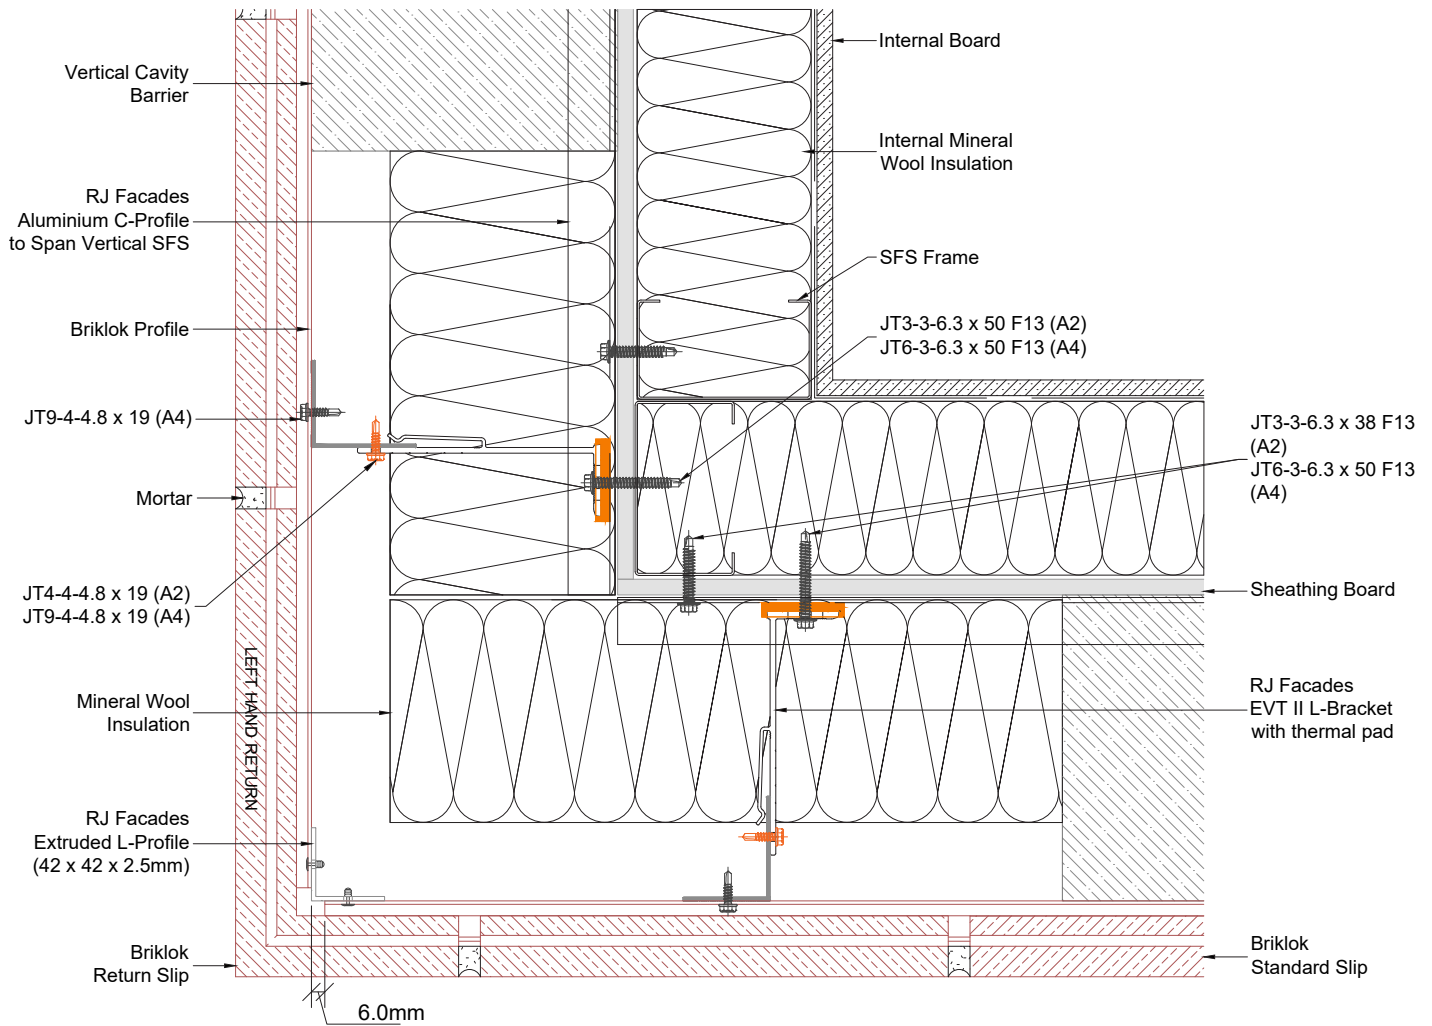 Vertical Cavity
Barrier
RJ Facades
Aluminium C-Profile
to Span Vertical SFS
Briklok Profile
JT9-4-4.8 x 19 (A4)
Mortar
JT4-4-4.8 x 19 (A2)
JT9-4-4.8 x 19 (A4)
Mineral Wool
Insulation
LEFT HAND RETURN
RJ Facades
Extruded L-Profile
(42 x 42 x 2.5mm)
Briklok
Return Slip
6.0mm
Internal Board
Internal Mineral
Wool Insulation
SFS Frame
JT3-3-6.3 x 50 F13 (A2)
JT6-3-6.3 x 50 F13 (A4)
JT3-3-6.3 x 38 F13
(A2)
JT6-3-6.3 x 50 F13
(A4)
Sheathing Board
RJ Facades
EVT II L-Bracket
with thermal pad
Briklok
Standard Slip